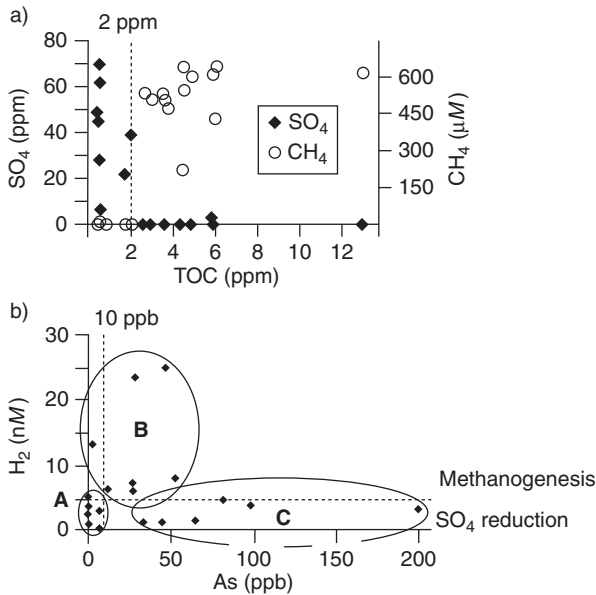 a)
2 ppm
80
60
40
20
0
SO₄ (ppm)
600
450
300
150
CH₄ (μM)
SO₄
CH₄
2 4 6 8 10 12
TOC (ppm)
b)
10 ppb
30
20
10
0
H₂ (nM)
B
A
C
Methanogenesis
SO₄ reduction
0 50 100 150 200
As (ppb)